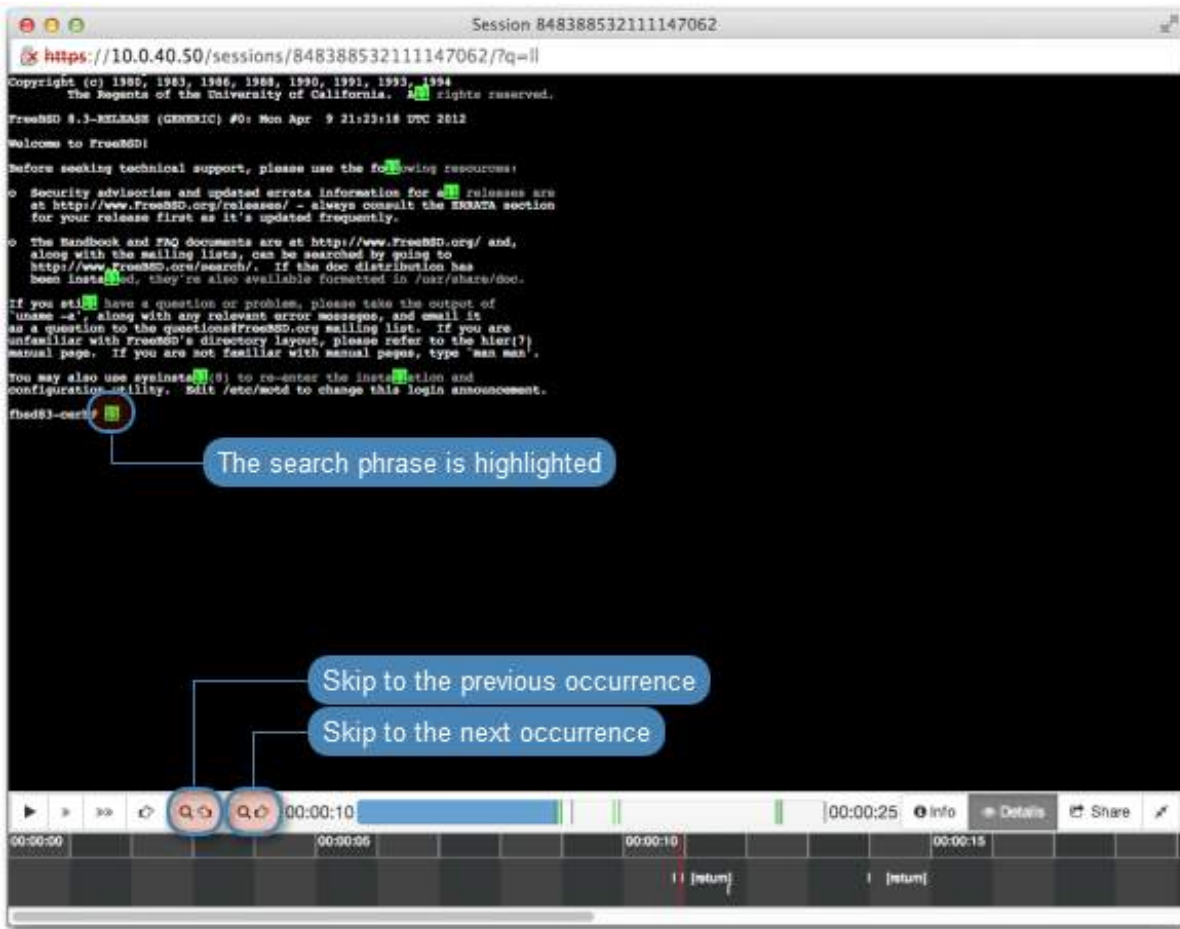 Session 848388532111147062
https://10.0.40.50/sessions/848388532111147062/?q=ll
Copyright (c) 1980, 1983, 1986, 1988, 1990, 1991, 1993, 1994
The Regents of the University of California. All rights reserved.
FreeBSD 8.3-RELEASE (GENERIC) #0: Mon Apr 9 21:23:18 UTC 2012
Welcome to FreeBSD!
Before seeking technical support, please use the following resources:
o Security advisories and updated errata information for all releases are
at http://www.FreeBSD.org/releases/ - always consult the ERRATA section
for your release first as it's updated frequently.
o The Handbook and FAQ documents are at http://www.FreeBSD.org/ and,
along with the mailing lists, can be searched by going to
http://www.FreeBSD.org/search/. If the doc distribution has
been installed, they're also available formatted in /usr/share/doc.
If you still have a question or problem, please take the output of
`uname -a', along with any relevant error messages, and email it
as a question to the questions@FreeBSD.org mailing list. If you are
unfamiliar with FreeBSD's directory layout, please refer to the hier(7)
manual page. If you are not familiar with manual pages, type `man man'.
You may also use sysinstall(8) to re-enter the installation and
configuration utility. Edit /etc/motd to change this login announcement.
fbsd83-cerb# ll
The search phrase is highlighted
Skip to the previous occurrence
Skip to the next occurrence
00:00:10 00:00:25 Info Details Share
00:00:00 00:00:05 00:00:10 00:00:15
l l [return] l [return]